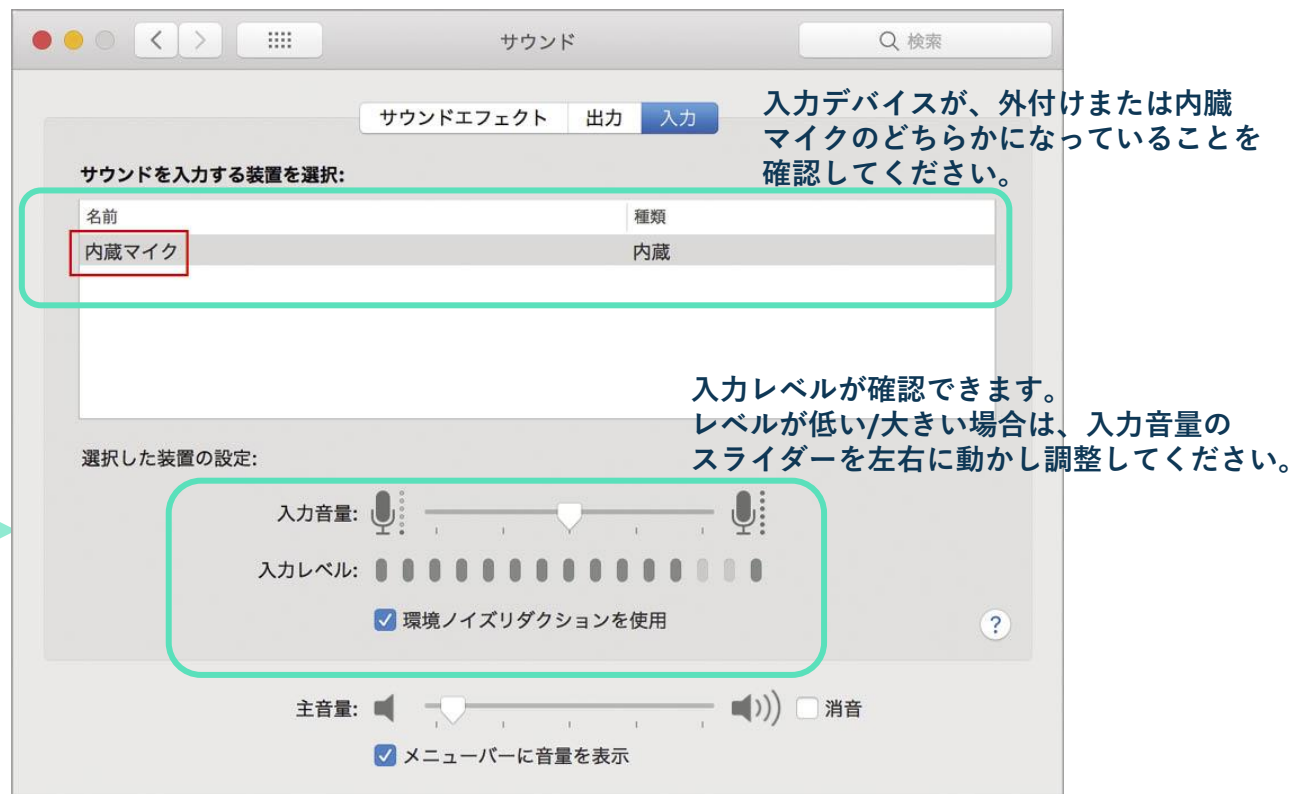 サウンド
検索
サウンドエフェクト 出力 入力
入力デバイスが、外付けまたは内臓
マイクのどちらかになっていることを
確認してください。
サウンドを入力する装置を選択:
名前 種類
内蔵マイク 内蔵
入力レベルが確認できます。
レベルが低い/大きい場合は、入力音量の
スライダーを左右に動かし調整してください。
選択した装置の設定:
入力音量:
入力レベル:
環境ノイズリダクションを使用
?
主音量: 消音
メニューバーに音量を表示